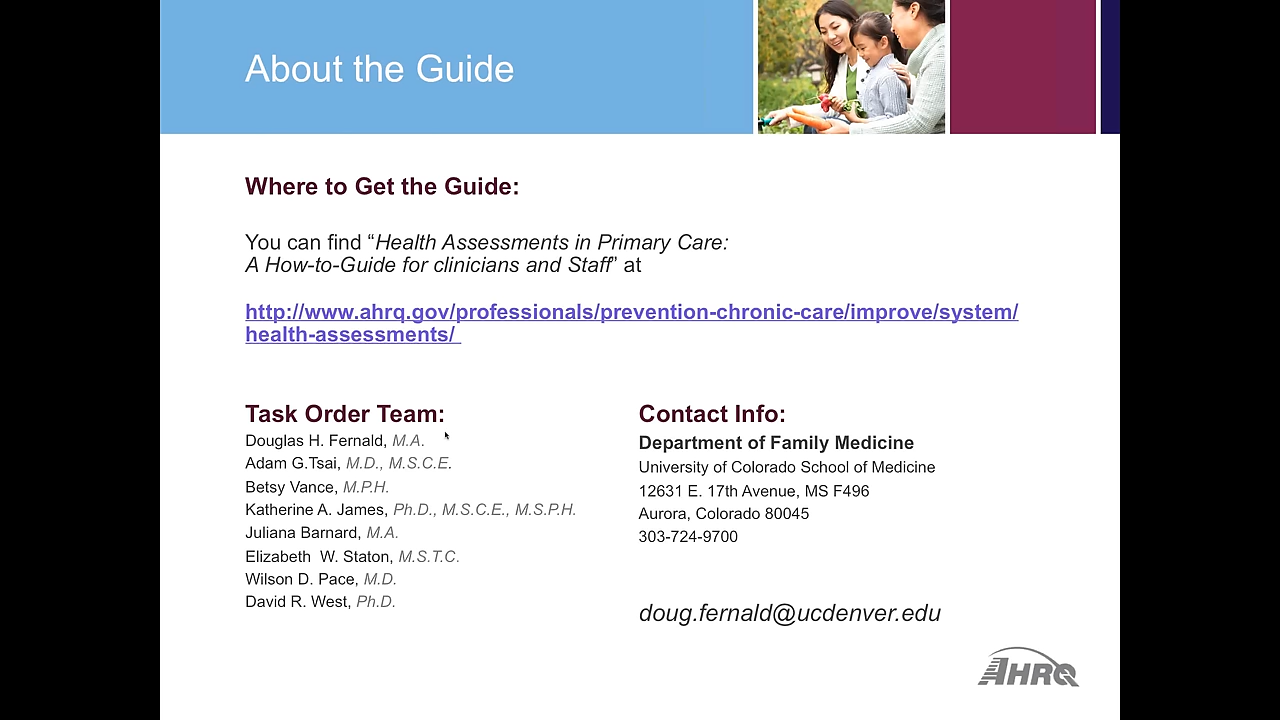 About the Guide
Where to Get the Guide:
You can find “Health Assessments in Primary Care:
A How-to-Guide for clinicians and Staff” at
http://www.ahrq.gov/professionals/prevention-chronic-care/improve/system/
health-assessments/
Task Order Team:
Douglas H. Fernald, M.A.
Adam G.Tsai, M.D., M.S.C.E.
Betsy Vance, M.P.H.
Katherine A. James, Ph.D., M.S.C.E., M.S.P.H.
Juliana Barnard, M.A.
Elizabeth  W. Staton, M.S.T.C.
Wilson D. Pace, M.D.
David R. West, Ph.D.
Contact Info:
Department of Family Medicine
University of Colorado School of Medicine
12631 E. 17th Avenue, MS F496
Aurora, Colorado 80045
303-724-9700
doug.fernald@ucdenver.edu
AHRQ